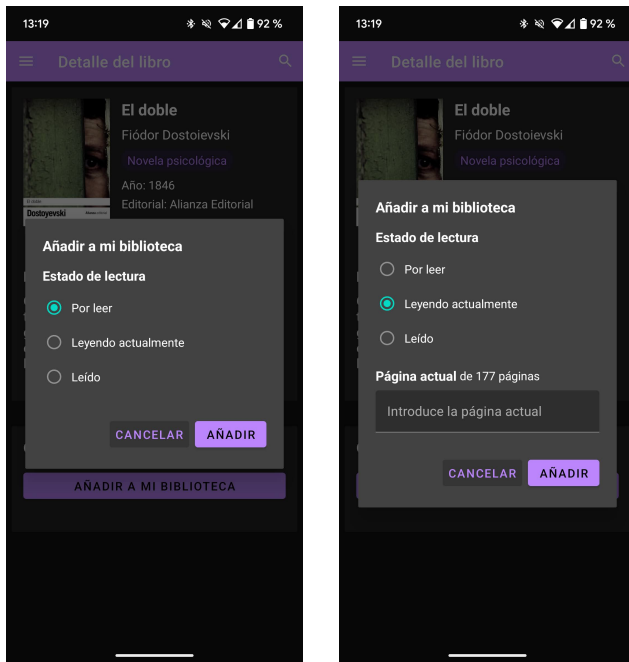 13:19
92 %
Detalle del libro
El doble
Fiódor Dostoievski
Novela psicológica
Año: 1846
Editorial: Alianza Editorial
El doble
Dostoyevski
Añadir a mi biblioteca
Estado de lectura
Por leer
Leyendo actualmente
Leído
CANCELAR
AÑADIR
AÑADIR A MI BIBLIOTECA
13:19
92 %
Detalle del libro
El doble
Fiódor Dostoievski
Novela psicológica
Añadir a mi biblioteca
Estado de lectura
Por leer
Leyendo actualmente
Leído
Página actual de 177 páginas
Introduce la página actual
CANCELAR
AÑADIR